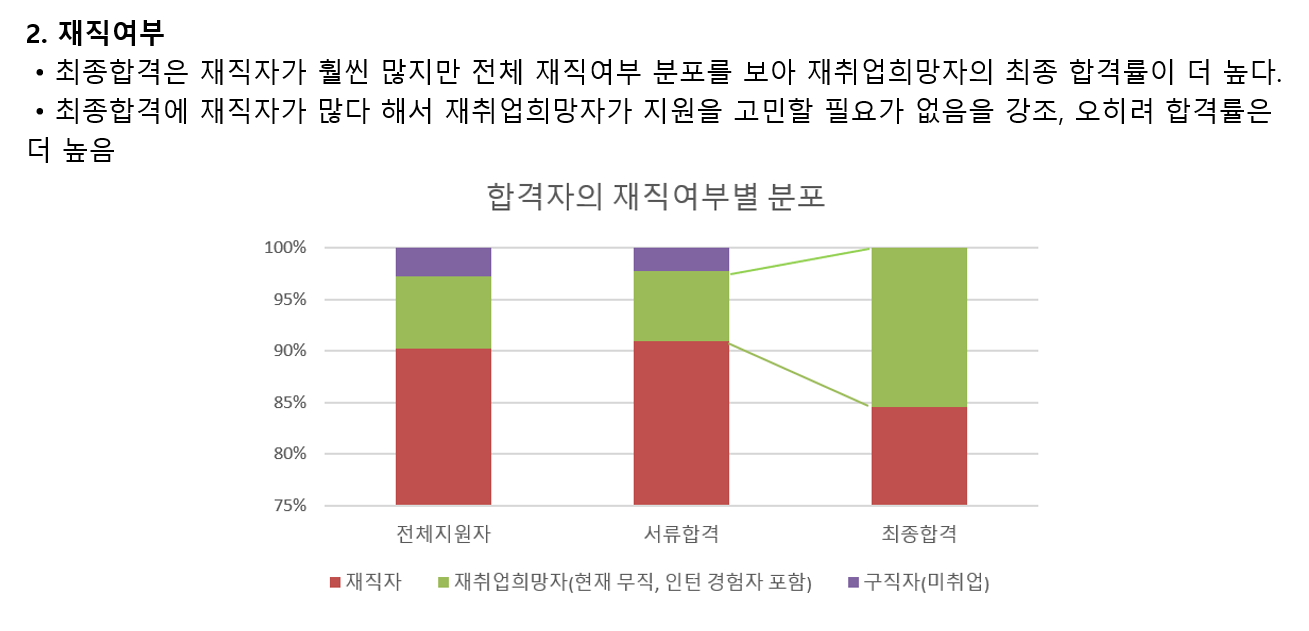 2. 재직여부
• 최종합격은 재직자가 훨씬 많지만 전체 재직여부 분포를 보아 재취업희망자의 최종 합격률이 더 높다.
• 최종합격에 재직자가 많다 해서 재취업희망자가 지원을 고민할 필요가 없음을 강조, 오히려 합격률은
더 높음
합격자의 재직여부별 분포
100%
95%
90%
85%
80%
75%
전체지원자 서류합격 최종합격
재직자 재취업희망자(현재 무직, 인턴 경험자 포함) 구직자(미취업)